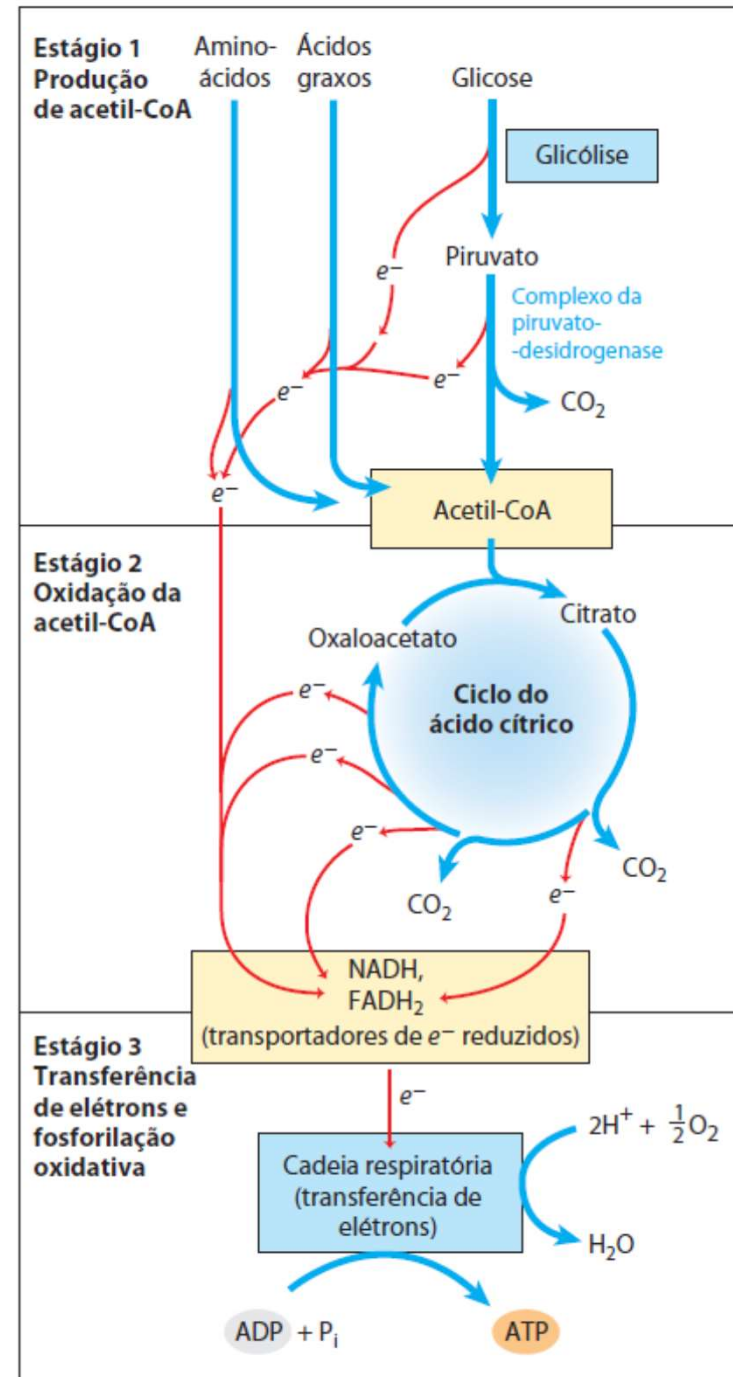 Estágio 1
Produção
de acetil-CoA
Amino-
ácidos
Ácidos
graxos
Glicose
Glicólise
e⁻
Piruvato
Complexo da
piruvato-
-desidrogenase
e⁻
e⁻
CO₂
e⁻
Acetil-CoA
Estágio 2
Oxidação da
acetil-CoA
Oxaloacetato
Citrato
Ciclo do
ácido cítrico
e⁻
e⁻
e⁻
e⁻
CO₂
CO₂
NADH,
FADH₂
(transportadores de e⁻ reduzidos)
Estágio 3
Transferência
de elétrons e
fosforilação
oxidativa
e⁻
2H⁺ + ½O₂
Cadeia respiratória
(transferência de
elétrons)
H₂O
ADP + Pᵢ
ATP